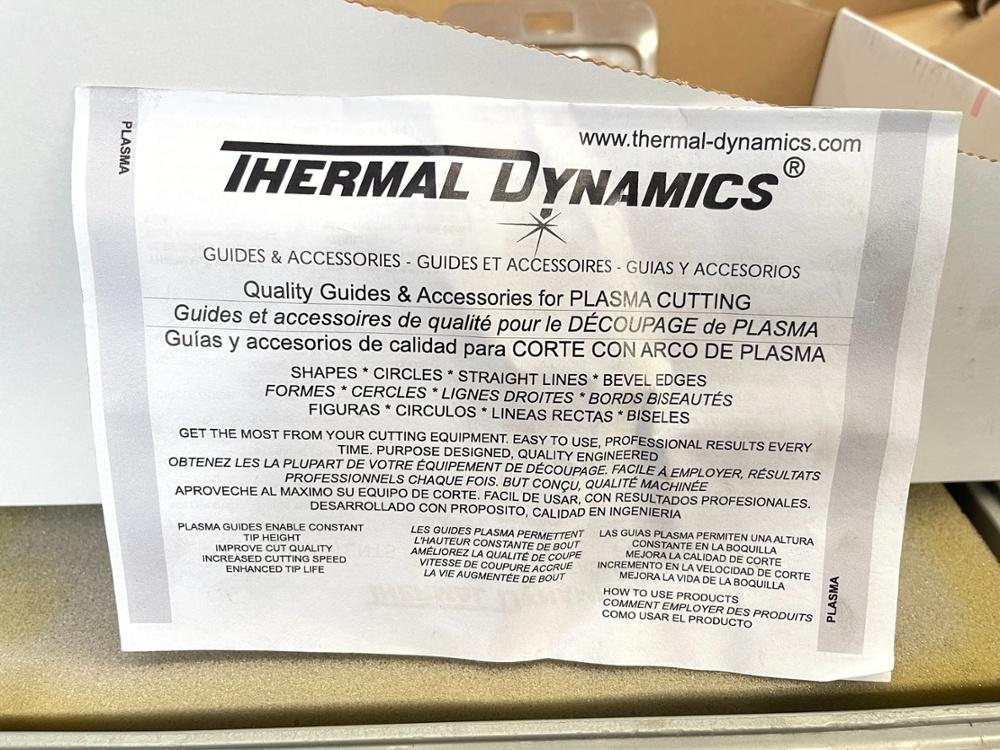 PLASMA
www.thermal-dynamics.com
THERMAL DYNAMICS®
GUIDES & ACCESSORIES - GUIDES ET ACCESSOIRES - GUIAS Y ACCESORIOS
Quality Guides & Accessories for PLASMA CUTTING
Guides et accessoires de qualité pour le DÉCOUPAGE de PLASMA
Guías y accesorios de calidad para CORTE CON ARCO DE PLASMA
SHAPES * CIRCLES * STRAIGHT LINES * BEVEL EDGES
FORMES * CERCLES * LIGNES DROITES * BORDS BISEAUTÉS
FIGURAS * CIRCULOS * LINEAS RECTAS * BISELES
GET THE MOST FROM YOUR CUTTING EQUIPMENT. EASY TO USE, PROFESSIONAL RESULTS EVERY
TIME. PURPOSE DESIGNED, QUALITY ENGINEERED
OBTENEZ LES LA PLUPART DE VOTRE ÉQUIPEMENT DE DÉCOUPAGE. FACILE À EMPLOYER, RÉSULTATS
PROFESSIONNELS CHAQUE FOIS. BUT CONÇU, QUALITÉ MACHINÉE
APROVECHE AL MAXIMO SU EQUIPO DE CORTE. FACIL DE USAR, CON RESULTADOS PROFESIONALES.
DESARROLLADO CON PROPOSITO, CALIDAD EN INGENIERIA
PLASMA GUIDES ENABLE CONSTANT
TIP HEIGHT
IMPROVE CUT QUALITY
INCREASED CUTTING SPEED
ENHANCED TIP LIFE
LES GUIDES PLASMA PERMETTENT
L'HAUTEUR CONSTANTE DE BOUT
AMÉLIOREZ LA QUALITÉ DE COUPE
VITESSE DE COUPURE ACCRUE
LA VIE AUGMENTÉE DE BOUT
LAS GUIAS PLASMA PERMITEN UNA ALTURA
CONSTANTE EN LA BOQUILLA
MEJORA LA CALIDAD DE CORTE
INCREMENTO EN LA VELOCIDAD DE CORTE
MEJORA LA VIDA DE LA BOQUILLA
HOW TO USE PRODUCTS
COMMENT EMPLOYER DES PRODUITS
COMO USAR EL PRODUCTO
PLASMA